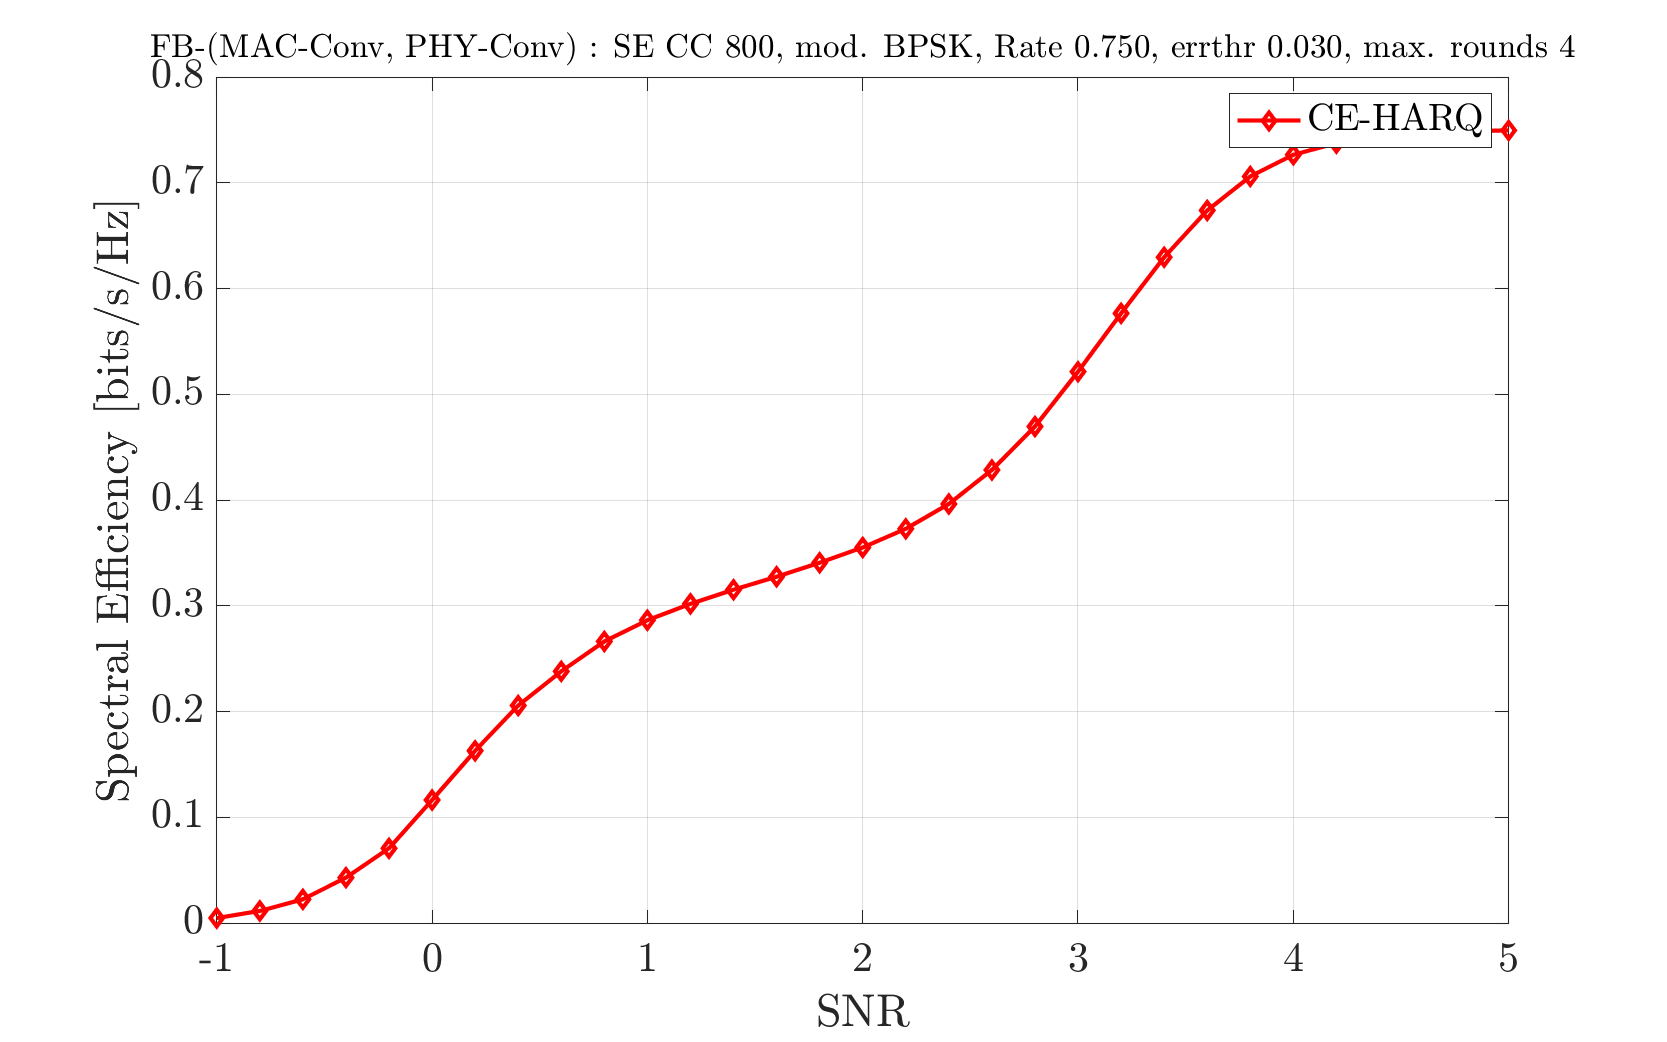 FB-(MAC-Conv, PHY-Conv) : SE CC 800, mod. BPSK, Rate 0.750, errthr 0.030, max. rounds 4
CE-HARQ
Spectral Efficiency [bits/s/Hz]
0.8
0.7
0.6
0.5
0.4
0.3
0.2
0.1
0
-1 0 1 2 3 4 5
SNR